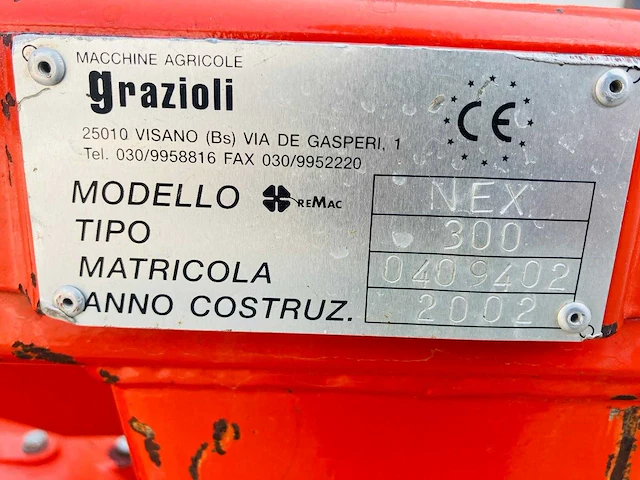 MACCHINE AGRICOLE
grazioli
25010 VISANO (Bs) VIA DE GASPERI, 1
Tel. 030/9958816 FAX 030/9952220
CE
MODELLO REMAC NEX
TIPO 300
MATRICOLA 0409402
ANNO COSTRUZ. 2002